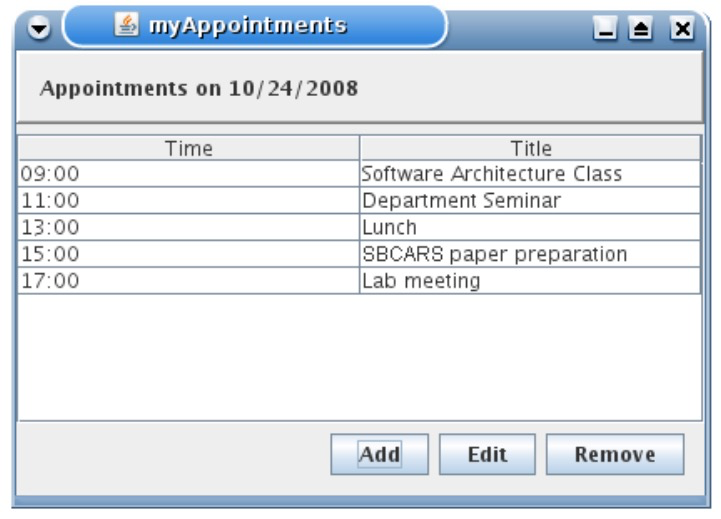 myAppointments
Appointments on 10/24/2008
Time Title
09:00 Software Architecture Class
11:00 Department Seminar
13:00 Lunch
15:00 SBCARS paper preparation
17:00 Lab meeting
Add Edit Remove